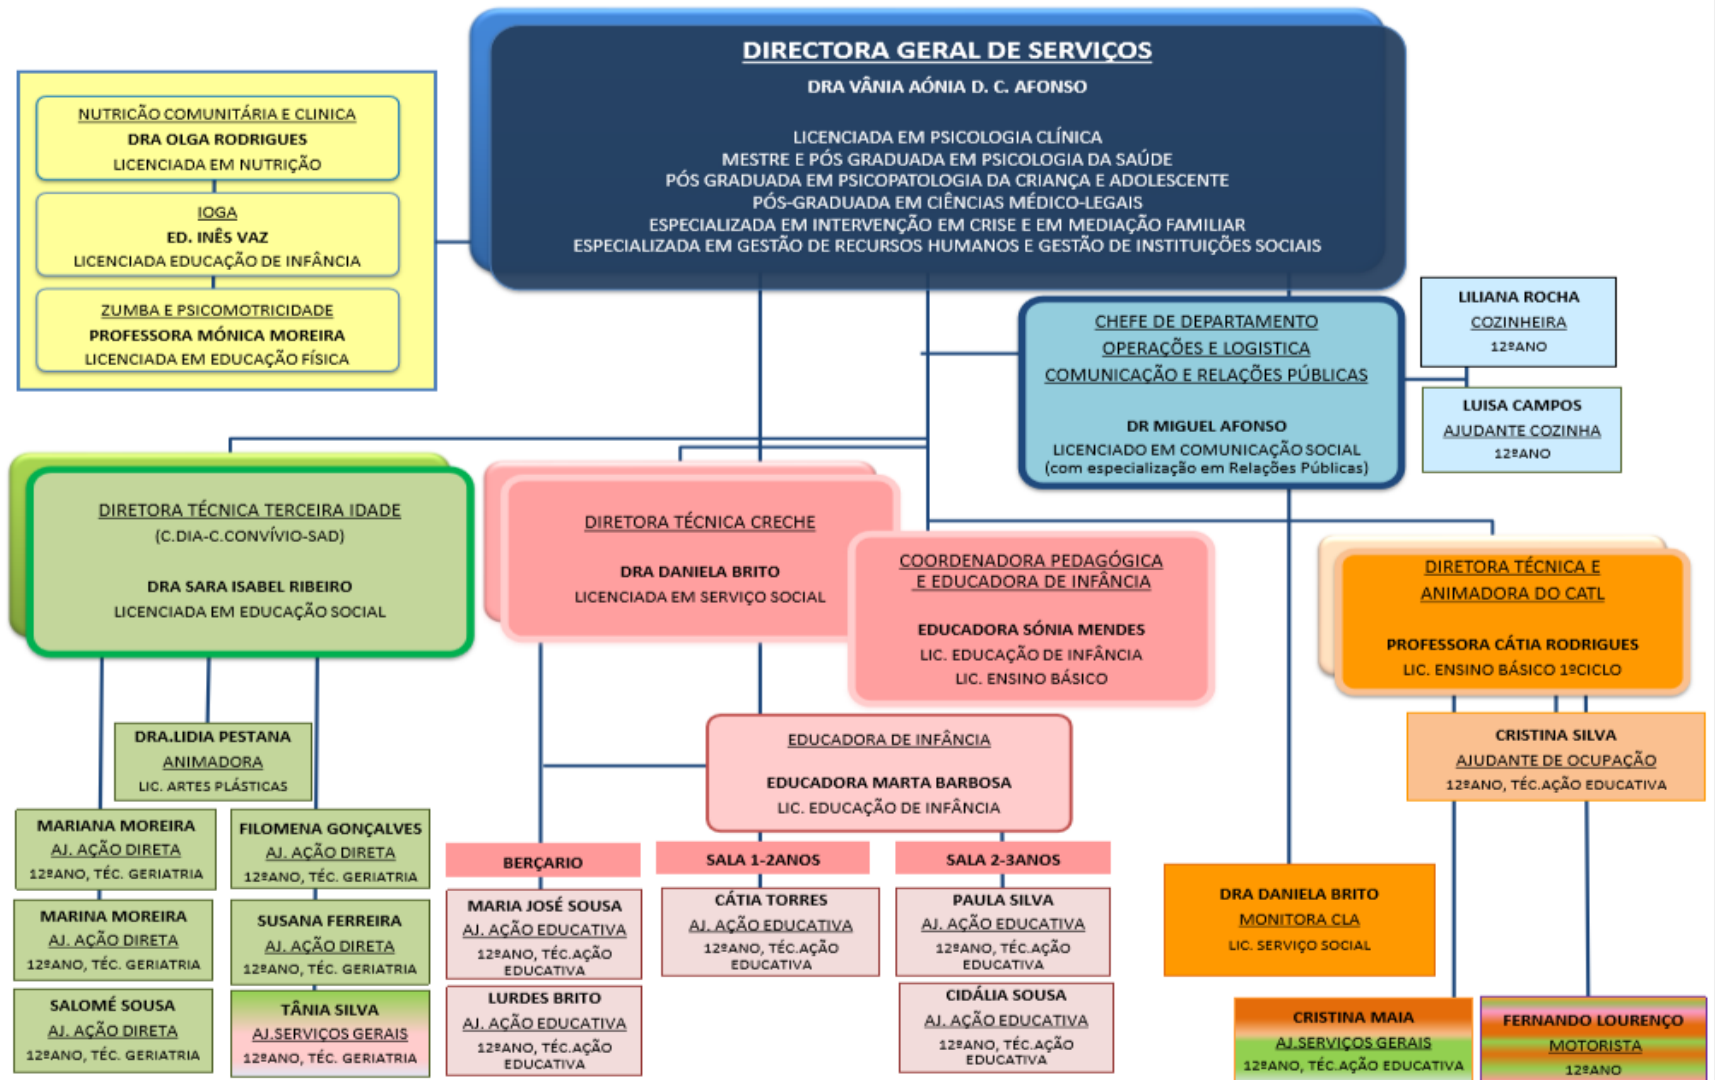 DIRECTORA GERAL DE SERVIÇOS
DRA VÂNIA AÓNIA D. C. AFONSO
LICENCIADA EM PSICOLOGIA CLÍNICA
MESTRE E PÓS GRADUADA EM PSICOLOGIA DA SAÚDE
PÓS GRADUADA EM PSICOPATOLOGIA DA CRIANÇA E ADOLESCENTE
PÓS-GRADUADA EM CIÊNCIAS MÉDICO-LEGAIS
ESPECIALIZADA EM INTERVENÇÃO EM CRISE E EM MEDIAÇÃO FAMILIAR
ESPECIALIZADA EM GESTÃO DE RECURSOS HUMANOS E GESTÃO DE INSTITUIÇÕES SOCIAIS
NUTRICÃO COMUNITÁRIA E CLINICA
DRA OLGA RODRIGUES
LICENCIADA EM NUTRIÇÃO
IOGA
ED. INÊS VAZ
LICENCIADA EDUCAÇÃO DE INFÂNCIA
ZUMBA E PSICOMOTRICIDADE
PROFESSORA MÓNICA MOREIRA
LICENCIADA EM EDUCAÇÃO FÍSICA
CHEFE DE DEPARTAMENTO
OPERAÇÕES E LOGISTICA
COMUNICAÇÃO E RELAÇÕES PÚBLICAS
DR MIGUEL AFONSO
LICENCIADO EM COMUNICAÇÃO SOCIAL
(com especialização em Relações Públicas)
LILIANA ROCHA
COZINHEIRA
12ºANO
LUISA CAMPOS
AJUDANTE COZINHA
12ºANO
DIRETORA TÉCNICA TERCEIRA IDADE
(C.DIA-C.CONVÍVIO-SAD)
DRA SARA ISABEL RIBEIRO
LICENCIADA EM EDUCAÇÃO SOCIAL
DIRETORA TÉCNICA CRECHE
DRA DANIELA BRITO
LICENCIADA EM SERVIÇO SOCIAL
COORDENADORA PEDAGÓGICA
E EDUCADORA DE INFÂNCIA
EDUCADORA SÓNIA MENDES
LIC. EDUCAÇÃO DE INFÂNCIA
LIC. ENSINO BÁSICO
DIRETORA TÉCNICA E
ANIMADORA DO CATL
PROFESSORA CÁTIA RODRIGUES
LIC. ENSINO BÁSICO 1ºCICLO
DRA.LIDIA PESTANA
ANIMADORA
LIC. ARTES PLÁSTICAS
MARIANA MOREIRA
AJ. AÇÃO DIRETA
12ºANO, TÉC. GERIATRIA
FILOMENA GONÇALVES
AJ. AÇÃO DIRETA
12ºANO, TÉC. GERIATRIA
MARINA MOREIRA
AJ. AÇÃO DIRETA
12ºANO, TÉC. GERIATRIA
SUSANA FERREIRA
AJ. AÇÃO DIRETA
12ºANO, TÉC. GERIATRIA
SALOMÉ SOUSA
AJ. AÇÃO DIRETA
12ºANO, TÉC. GERIATRIA
TÂNIA SILVA
AJ.SERVIÇOS GERAIS
12ºANO, TÉC. GERIATRIA
EDUCADORA DE INFÂNCIA
EDUCADORA MARTA BARBOSA
LIC. EDUCAÇÃO DE INFÂNCIA
BERÇARIO
MARIA JOSÉ SOUSA
AJ. AÇÃO EDUCATIVA
12ºANO, TÉC.AÇÃO
EDUCATIVA
LURDES BRITO
AJ. AÇÃO EDUCATIVA
12ºANO, TÉC.AÇÃO
EDUCATIVA
SALA 1-2ANOS
CÁTIA TORRES
AJ. AÇÃO EDUCATIVA
12ºANO, TÉC.AÇÃO
EDUCATIVA
SALA 2-3ANOS
PAULA SILVA
AJ. AÇÃO EDUCATIVA
12ºANO, TÉC.AÇÃO
EDUCATIVA
CIDÁLIA SOUSA
AJ. AÇÃO EDUCATIVA
12ºANO, TÉC.AÇÃO
EDUCATIVA
CRISTINA SILVA
AJUDANTE DE OCUPAÇÃO
12ºANO, TÉC.AÇÃO EDUCATIVA
DRA DANIELA BRITO
MONITORA CLA
LIC. SERVIÇO SOCIAL
CRISTINA MAIA
AJ.SERVIÇOS GERAIS
12ºANO, TÉC.AÇÃO EDUCATIVA
FERNANDO LOURENÇO
MOTORISTA
12ºANO